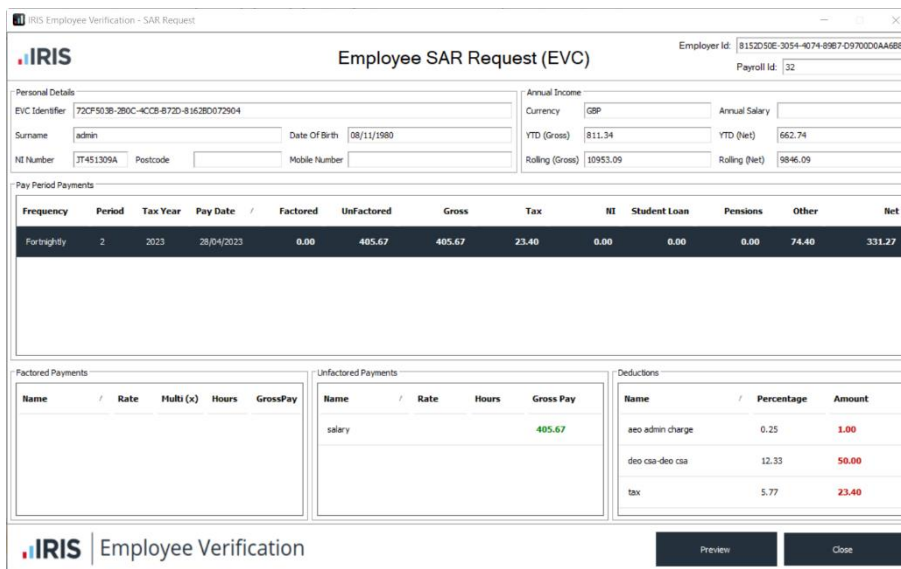 IRIS Employee Verification - SAR Request
IRIS
Employee SAR Request (EVC)
Employer Id: 8152D50E-3054-4074-89B7-D9700D0AA6B8
Payroll Id: 32
Personal Details
EVC Identifier 72CF503B-2B0C-4CCB-B72D-8162BD072904
Surname admin Date Of Birth 08/11/1980
NI Number JT451309A Postcode Mobile Number
Annual Income
Currency GBP Annual Salary
YTD (Gross) 811.34 YTD (Net) 662.74
Rolling (Gross) 10953.09 Rolling (Net) 9846.09
Pay Period Payments
Frequency Period Tax Year Pay Date / Factored UnFactored Gross Tax NI Student Loan Pensions Other Net
Fortnightly 2 2023 28/04/2023 0.00 405.67 405.67 23.40 0.00 0.00 0.00 74.40 331.27
Factored Payments
Name / Rate Multi (x) Hours GrossPay
Unfactored Payments
Name / Rate Hours Gross Pay
salary 405.67
Deductions
Name / Percentage Amount
aeo admin charge 0.25 1.00
deo csa-deo csa 12.33 50.00
tax 5.77 23.40
IRIS Employee Verification
Preview
Close